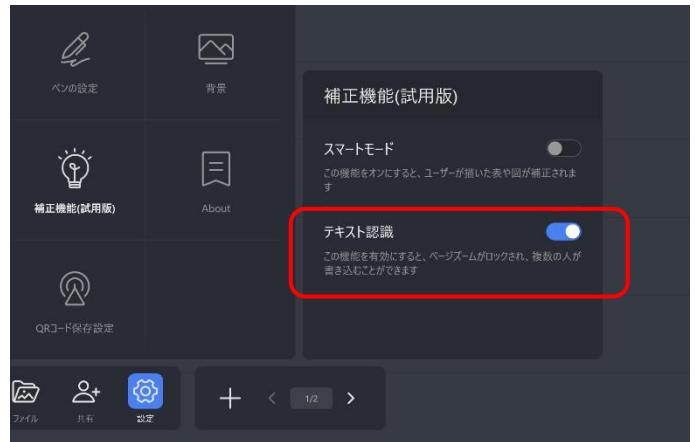 ペンの設定
背景
補正機能(試用版)
About
QRコード保存設定
補正機能(試用版)
スマートモード
この機能をオンにすると、ユーザーが描いた表や図が補正されま
す
テキスト認識
この機能を有効にすると、ページズームがロックされ、複数の人が
書き込むことができます
ファイル
共有
設定
1/2